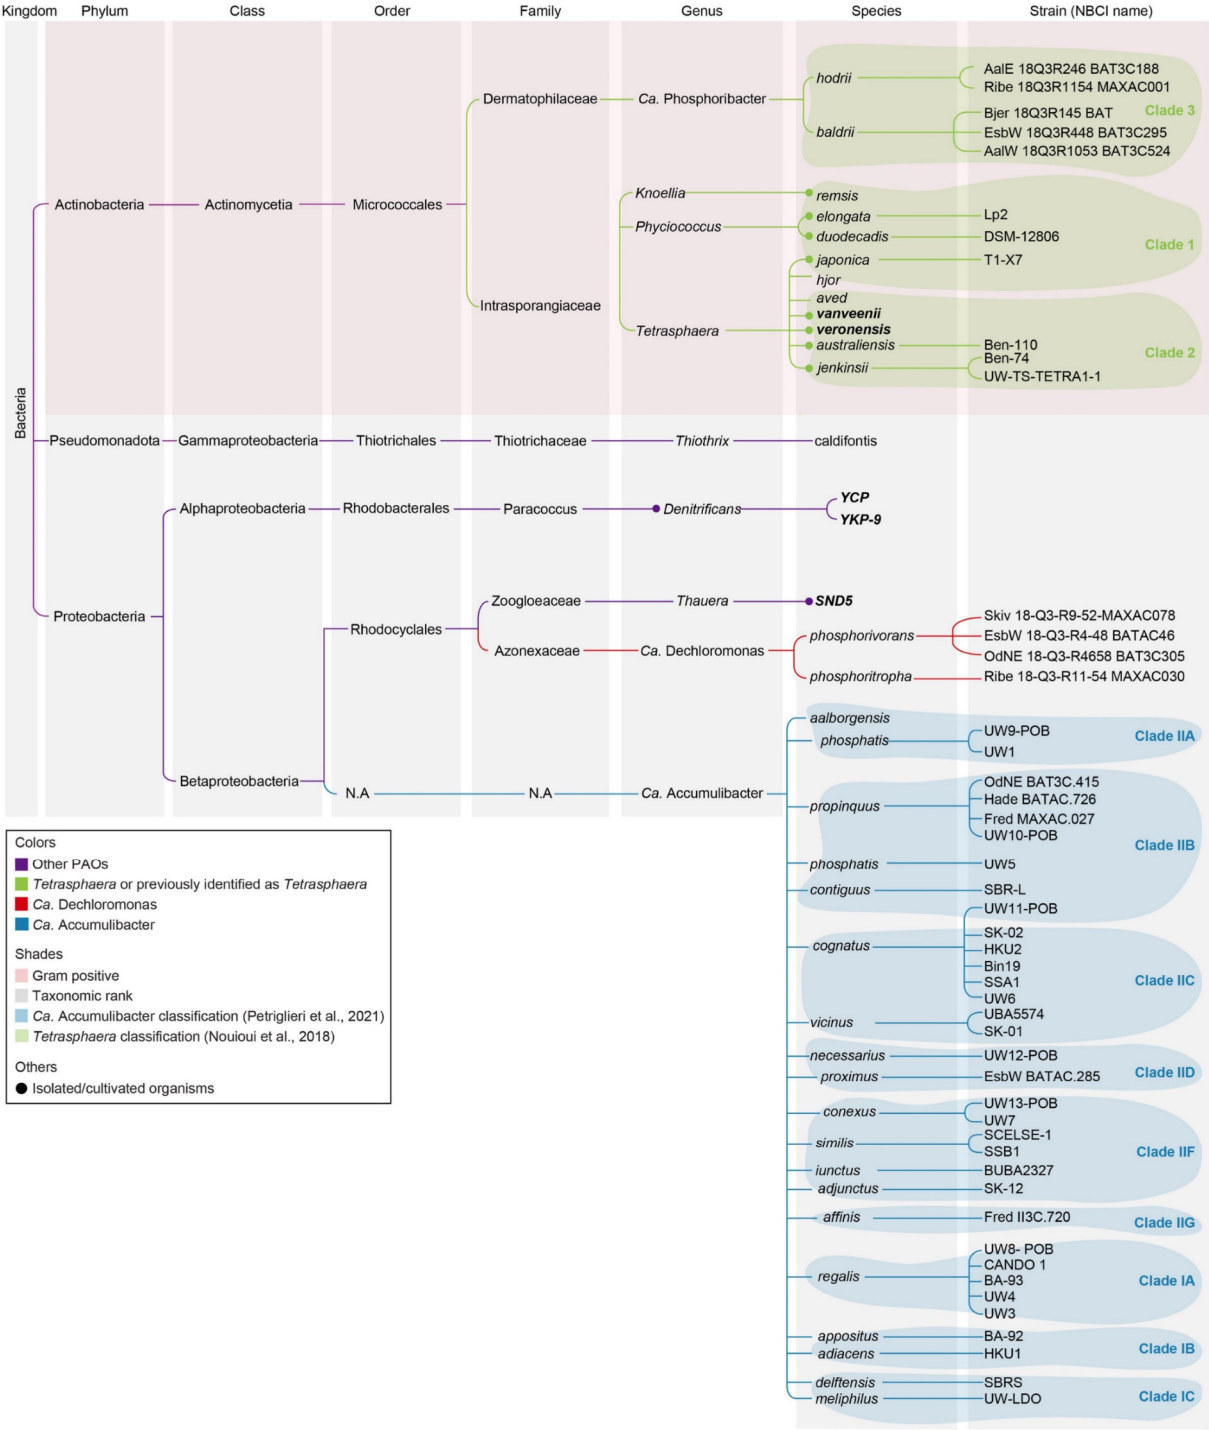 Kingdom Phylum Class Order Family Genus Species Strain (NBCI name)
hodrii
AalE 18Q3R246 BAT3C188
Ribe 18Q3R1154 MAXAC001
Dermatophilaceae Ca. Phosphoribacter
Clade 3
Bjer 18Q3R145 BAT
baldrii
EsbW 18Q3R448 BAT3C295
AalW 18Q3R1053 BAT3C524
Actinobacteria Actinomycetia Micrococcales
Knoellia remsis
Phyciococcus elongata Lp2
duodecadis DSM-12806
Clade 1
japonica T1-X7
hjor
Intrasporangiaceae
aved
vanveenii
Tetrasphaera veronensis
australiensis Ben-110
Clade 2
jenkinsii
Ben-74
UW-TS-TETRA1-1
Bacteria
Pseudomonadota Gammaproteobacteria Thiotrichales Thiotrichaceae Thiothrix caldifontis
Alphaproteobacteria Rhodobacterales Paracoccus Denitrificans
YCP
YKP-9
Proteobacteria
Zoogloeaceae Thauera SND5
Rhodocyclales
Azonexaceae Ca. Dechloromonas
phosphorivorans
Skiv 18-Q3-R9-52-MAXAC078
EsbW 18-Q3-R4-48 BATAC46
OdNE 18-Q3-R4658 BAT3C305
phosphoritropha Ribe 18-Q3-R11-54 MAXAC030
Betaproteobacteria
N.A N.A Ca. Accumulibacter
aalborgensis
phosphatis
UW9-POB
UW1
Clade IIA
propinquus
OdNE BAT3C.415
Hade BATAC.726
Fred MAXAC.027
UW10-POB
Clade IIB
phosphatis UW5
contiguus SBR-L
cognatus
UW11-POB
SK-02
HKU2
Bin19
SSA1
UW6
Clade IIC
vicinus
UBA5574
SK-01
necessarius UW12-POB
Clade IID
proximus EsbW BATAC.285
conexus
UW13-POB
UW7
similis
SCELSE-1
SSB1
Clade IIF
iunctus BUBA2327
adjunctus SK-12
affinis Fred II3C.720
Clade IIG
regalis
UW8- POB
CANDO 1
BA-93
UW4
UW3
Clade IA
appositus BA-92
Clade IB
adiacens HKU1
delftensis SBRS
Clade IC
meliphilus UW-LDO
Colors
Other PAOs
Tetrasphaera or previously identified as Tetrasphaera
Ca. Dechloromonas
Ca. Accumulibacter
Shades
Gram positive
Taxonomic rank
Ca. Accumulibacter classification (Petriglieri et al., 2021)
Tetrasphaera classification (Nouioui et al., 2018)
Others
Isolated/cultivated organisms